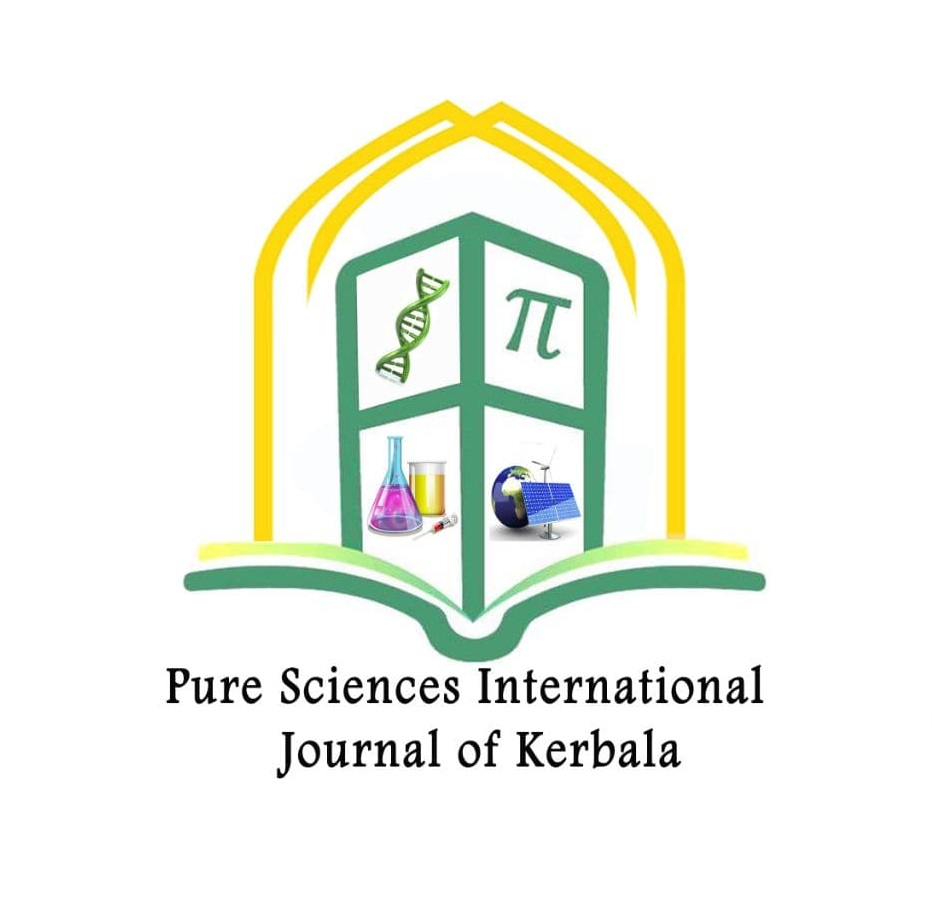 π
Pure Sciences International
Journal of Kerbala